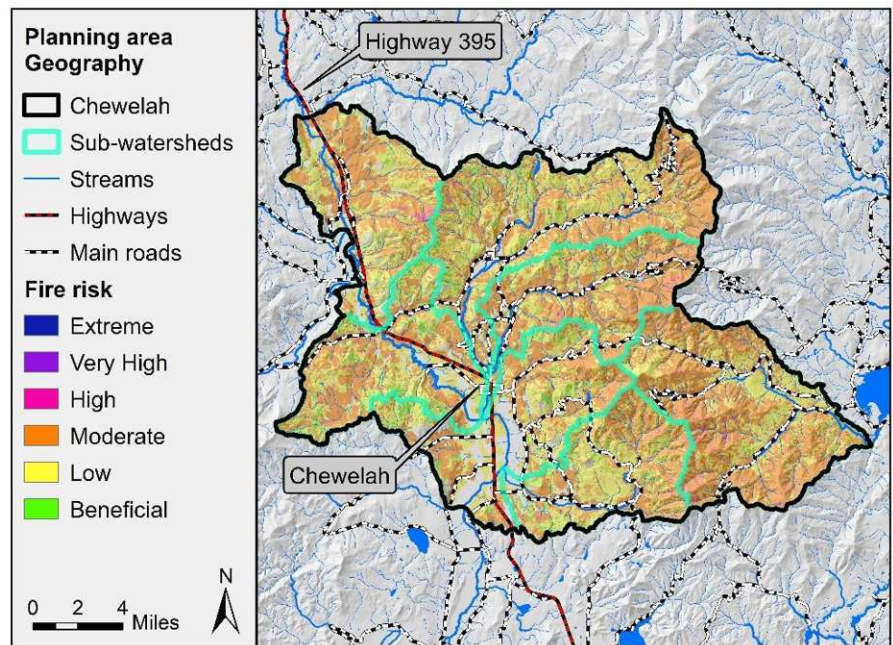 Planning area
Geography
Chewelah
Sub-watersheds
Streams
Highways
Main roads
Fire risk
Extreme
Very High
High
Moderate
Low
Beneficial
N
0 2 4
Miles
Highway 395
Chewelah